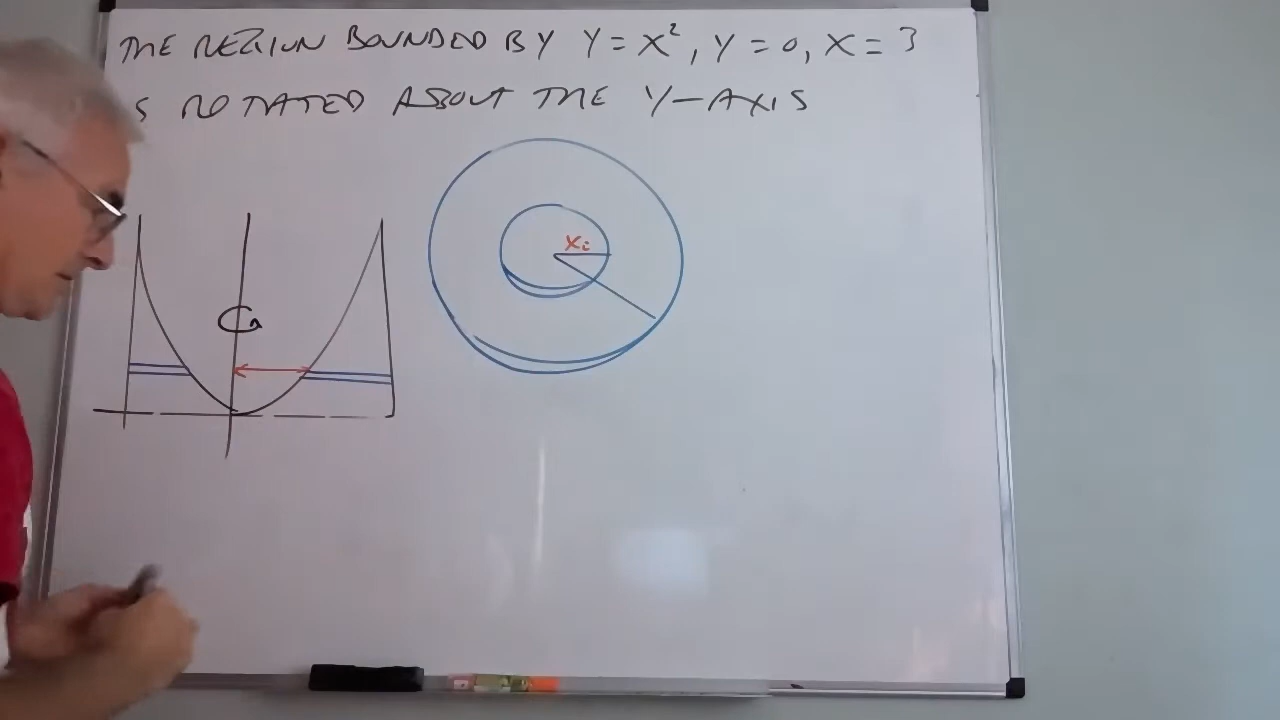 THE REGION BOUNDED BY Y = X², Y = 0, X = 3
S ROTATED ABOUT THE Y-AXIS
Xi